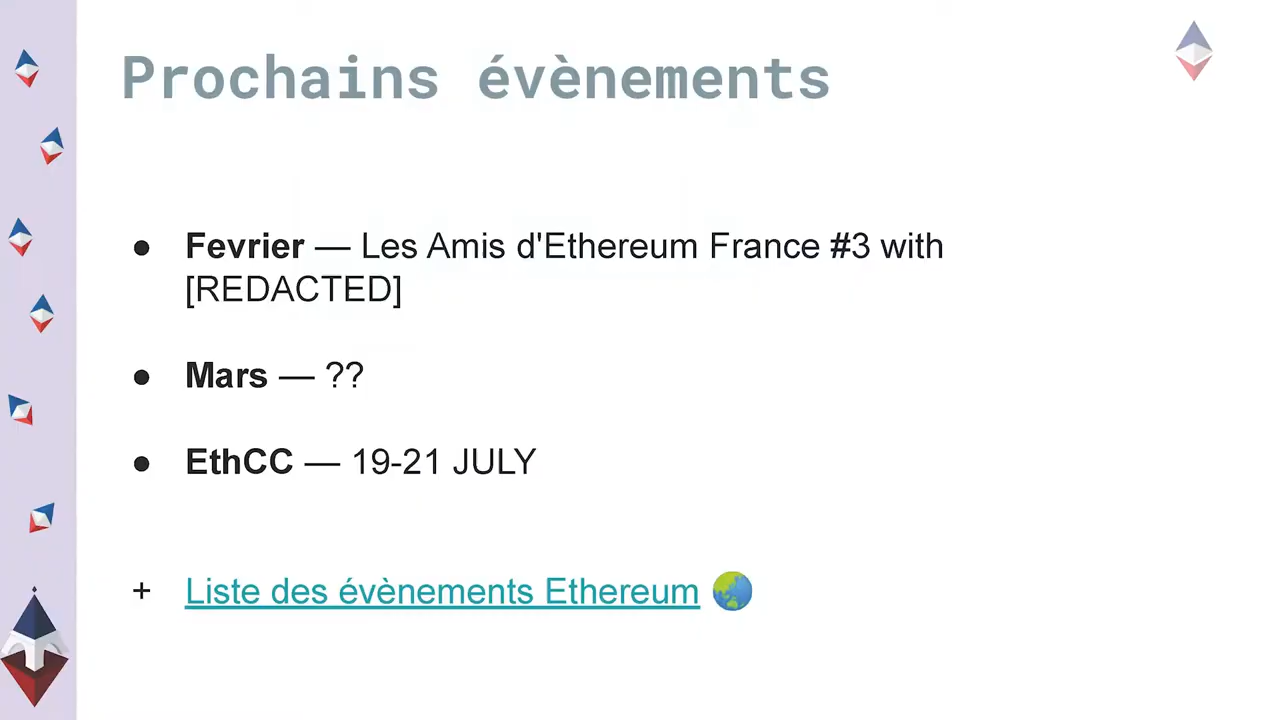 Prochains évènements
● Fevrier — Les Amis d'Ethereum France #3 with
[REDACTED]
● Mars — ??
● EthCC — 19-21 JULY
+ Liste des évènements Ethereum 🌏